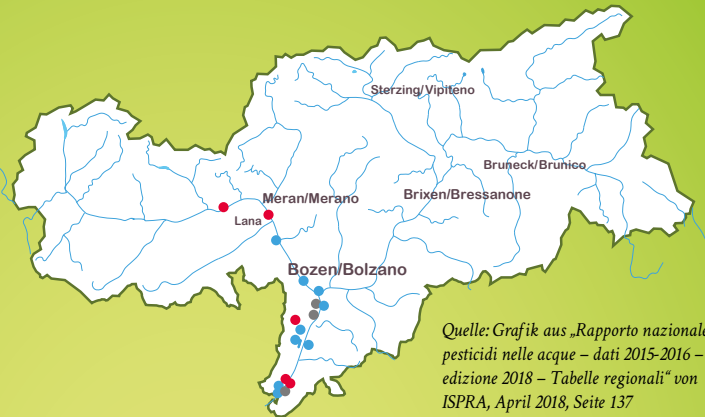 Sterzing/Vipiteno
Bruneck/Brunico
Meran/Merano
Brixen/Bressanone
Lana
Bozen/Bolzano
Quelle: Grafik aus „Rapporto nazionale
pesticidi nelle acque – dati 2015-2016 –
edizione 2018 – Tabelle regionali“ von
ISPRA, April 2018, Seite 137